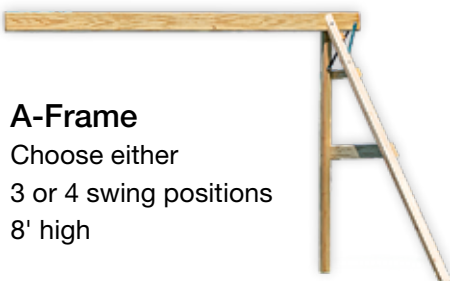 A-Frame
Choose either
3 or 4 swing positions
8' high